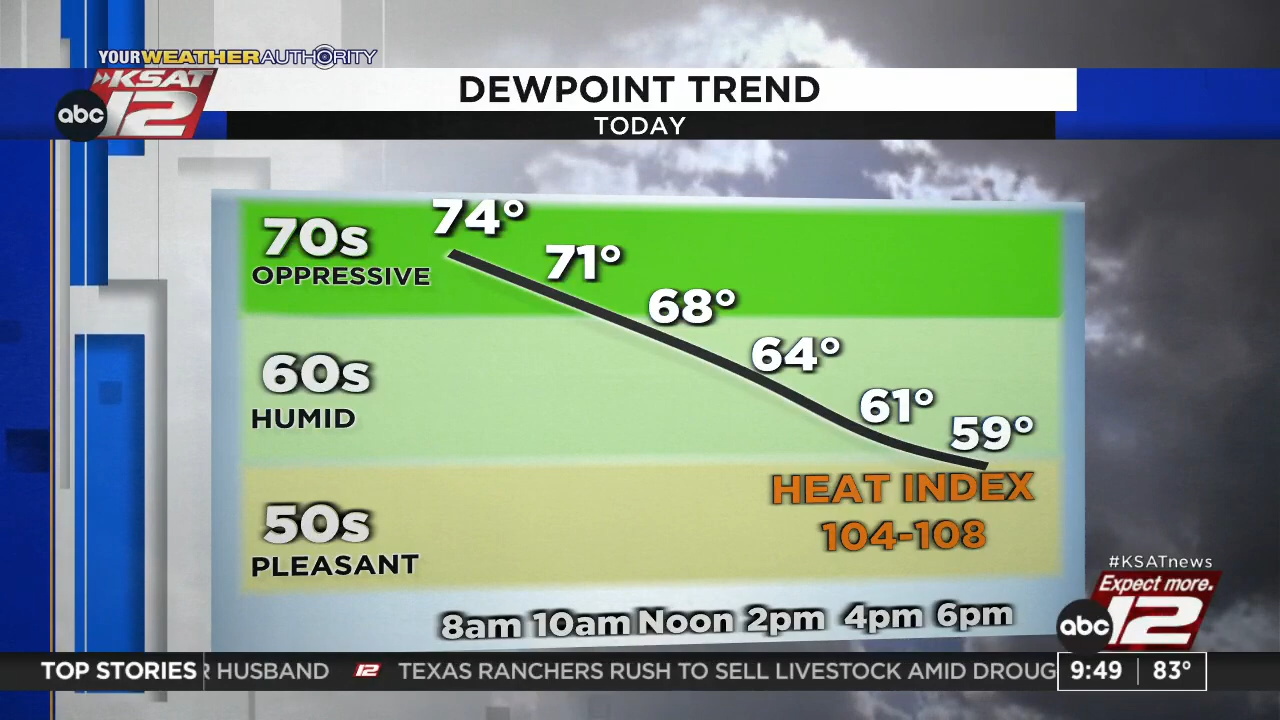 YOUR WEATHER AUTHORITY
KSAT
abc 12
DEWPOINT TREND
TODAY
70s
OPPRESSIVE
60s
HUMID
50s
PLEASANT
74°
71°
68°
64°
61°
59°
HEAT INDEX
104-108
8am 10am Noon 2pm 4pm 6pm
#KSATnews
Expect more.
abc 12
TOP STORIES R HUSBAND 12 TEXAS RANCHERS RUSH TO SELL LIVESTOCK AMID DROUG 9:49 83°